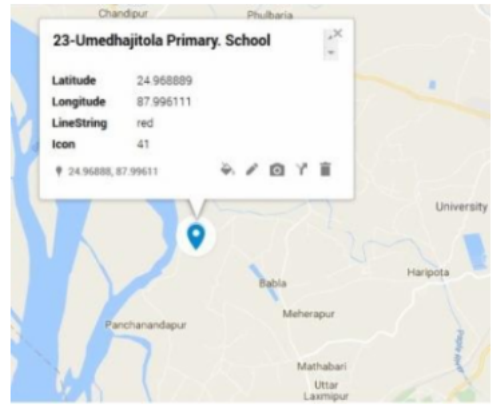 Chandipur
Phulbaria
23-Umedhajitola Primary. School
Latitude 24.968889
Longitude 87.996111
LineString red
Icon 41
24.96888, 87.99611
University
Haripota
Babla
Meherapur
Panchanandapur
Mathabari
Uttar
Laxmipur